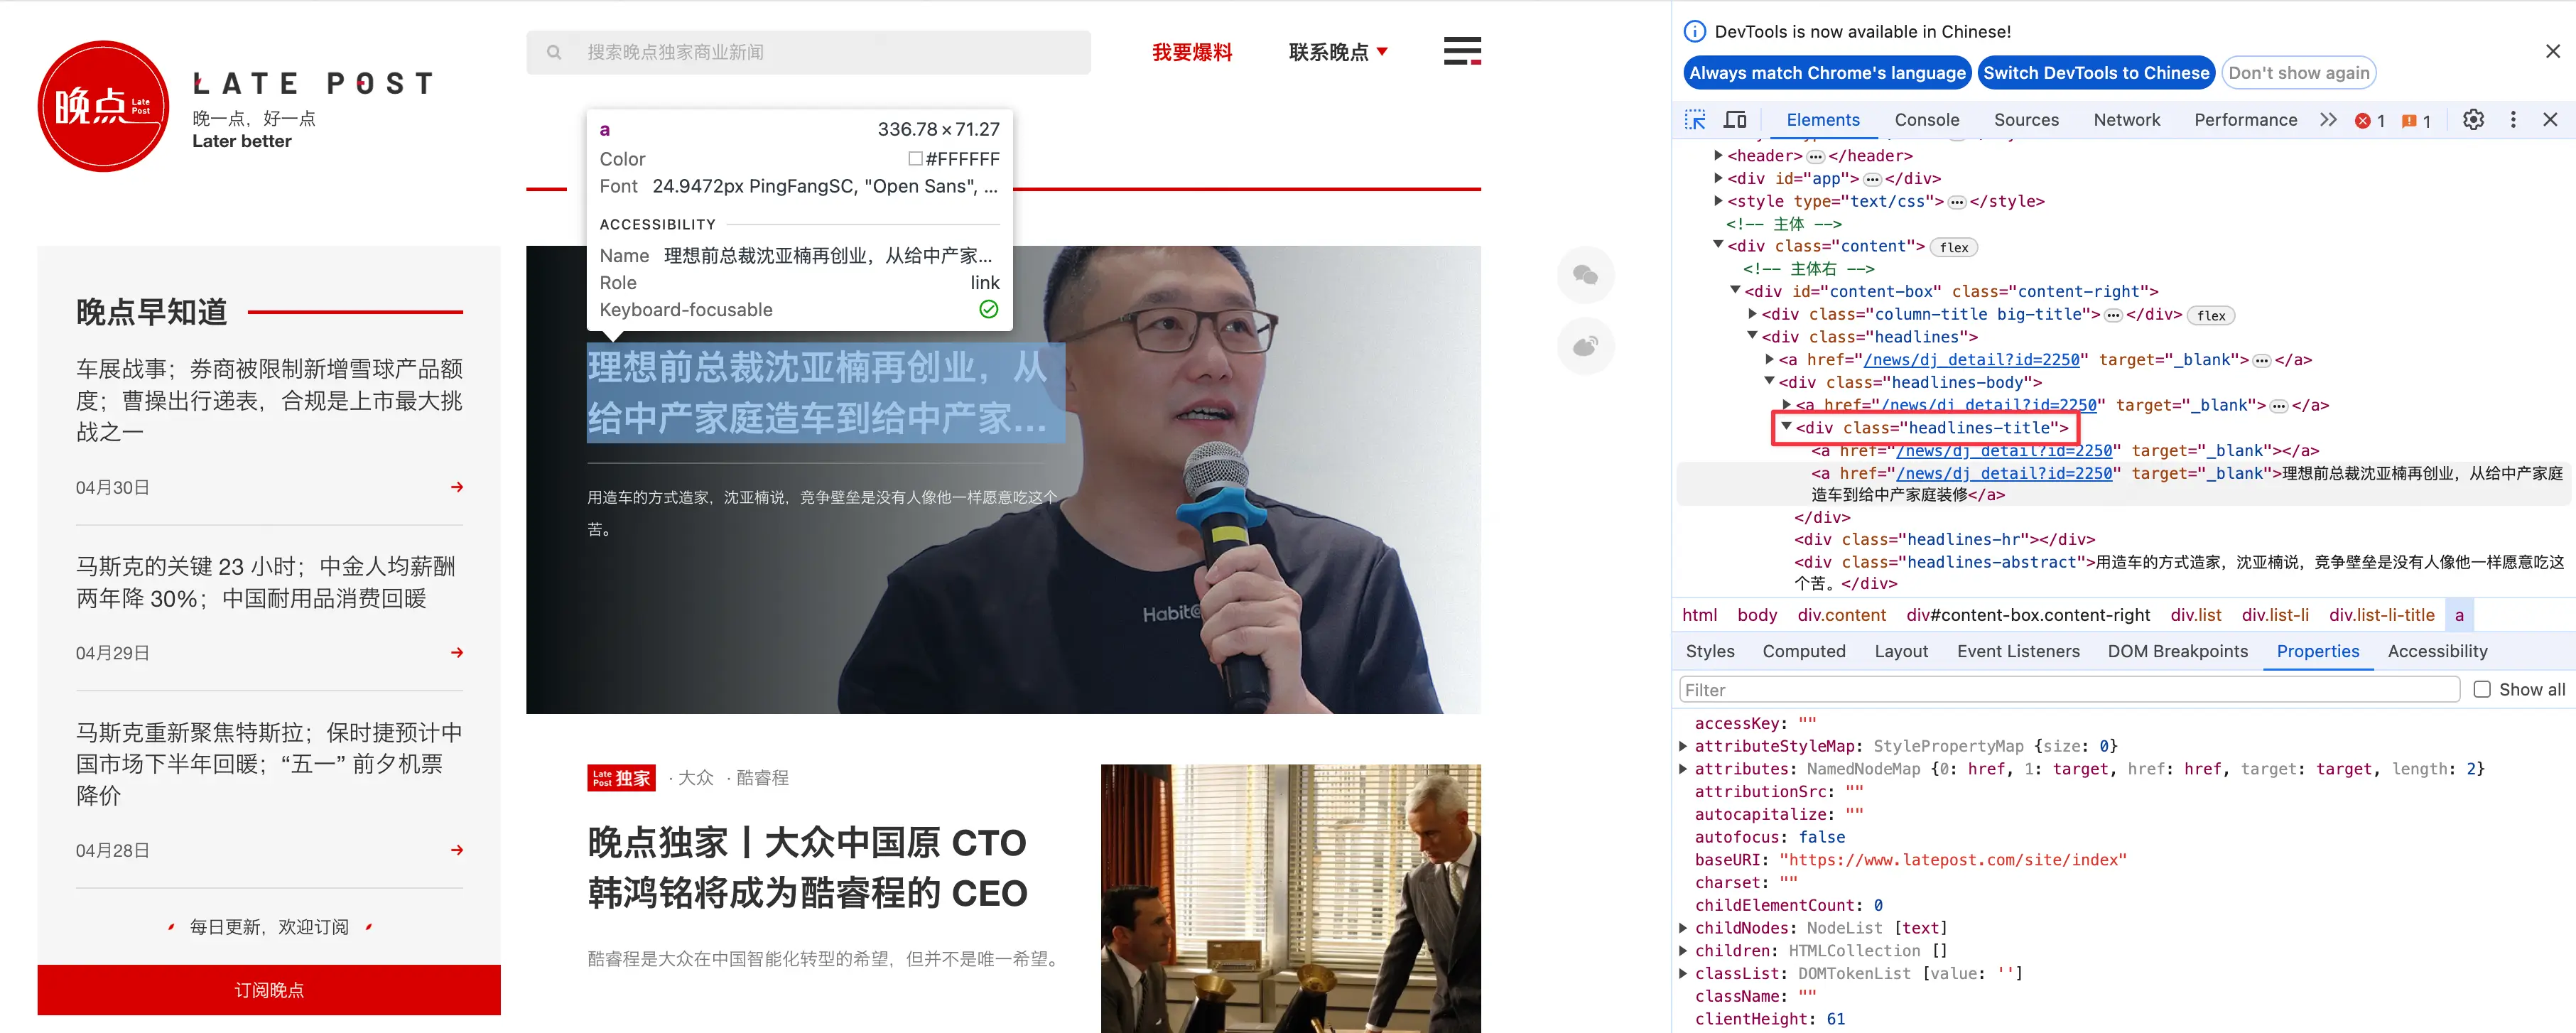 晚点 Late Post
LATE POST
晚一点，好一点
Later better
搜索晚点独家商业新闻
我要爆料
联系晚点
a 336.78×71.27
Color #FFFFFF
Font 24.9472px PingFangSC, "Open Sans", ...
ACCESSIBILITY
Name 理想前总裁沈亚楠再创业，从给中产家...
Role link
Keyboard-focusable
晚点早知道
车展战事；券商被限制新增雪球产品额
度；曹操出行递表，合规是上市最大挑
战之一
04月30日
马斯克的关键 23 小时；中金人均薪酬
两年降 30%；中国耐用品消费回暖
04月29日
马斯克重新聚焦特斯拉；保时捷预计中
国市场下半年回暖；“五一” 前夕机票
降价
04月28日
每日更新，欢迎订阅
订阅晚点
理想前总裁沈亚楠再创业，从
给中产家庭造车到给中产家...
用造车的方式造家，沈亚楠说，竞争壁垒是没有人像他一样愿意吃这个
苦。
Habit@
Late Post 独家 · 大众 · 酷睿程
晚点独家丨大众中国原 CTO
韩鸿铭将成为酷睿程的 CEO
酷睿程是大众在中国智能化转型的希望，但并不是唯一希望。
DevTools is now available in Chinese!
Always match Chrome's language Switch DevTools to Chinese Don't show again
Elements Console Sources Network Performance 1 1
<header> </header>
<div id="app"> </div>
<style type="text/css"> </style>
<!-- 主体 -->
<div class="content"> flex
<!-- 主体右 -->
<div id="content-box" class="content-right">
<div class="column-title big-title"> </div> flex
<div class="headlines">
<a href="/news/dj_detail?id=2250" target="_blank"> </a>
<div class="headlines-body">
<a href="/news/dj_detail?id=2250" target="_blank"> </a>
<div class="headlines-title">
<a href="/news/dj_detail?id=2250" target="_blank"></a>
<a href="/news/dj_detail?id=2250" target="_blank">理想前总裁沈亚楠再创业，从给中产家庭
造车到给中产家庭装修</a>
</div>
<div class="headlines-hr"></div>
<div class="headlines-abstract">用造车的方式造家，沈亚楠说，竞争壁垒是没有人像他一样愿意吃这
个苦。</div>
html body div.content div#content-box.content-right div.list div.list-li div.list-li-title a
Styles Computed Layout Event Listeners DOM Breakpoints Properties Accessibility
Filter Show all
accessKey: ""
attributeStyleMap: StylePropertyMap {size: 0}
attributes: NamedNodeMap {0: href, 1: target, href: href, target: target, length: 2}
attributionSrc: ""
autocapitalize: ""
autofocus: false
baseURI: "https://www.latepost.com/site/index"
charset: ""
childElementCount: 0
childNodes: NodeList [text]
children: HTMLCollection []
classList: DOMTokenList [value: '']
className: ""
clientHeight: 61